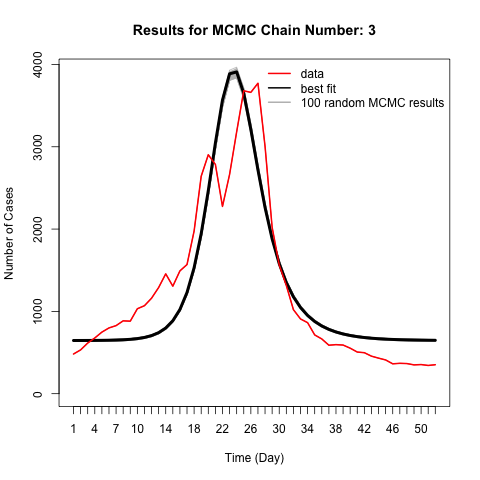 Results for MCMC Chain Number: 3
data
best fit
100 random MCMC results
Number of Cases
4000
3000
2000
1000
0
1 4 7 10 14 18 22 26 30 34 38 42 46 50
Time (Day)